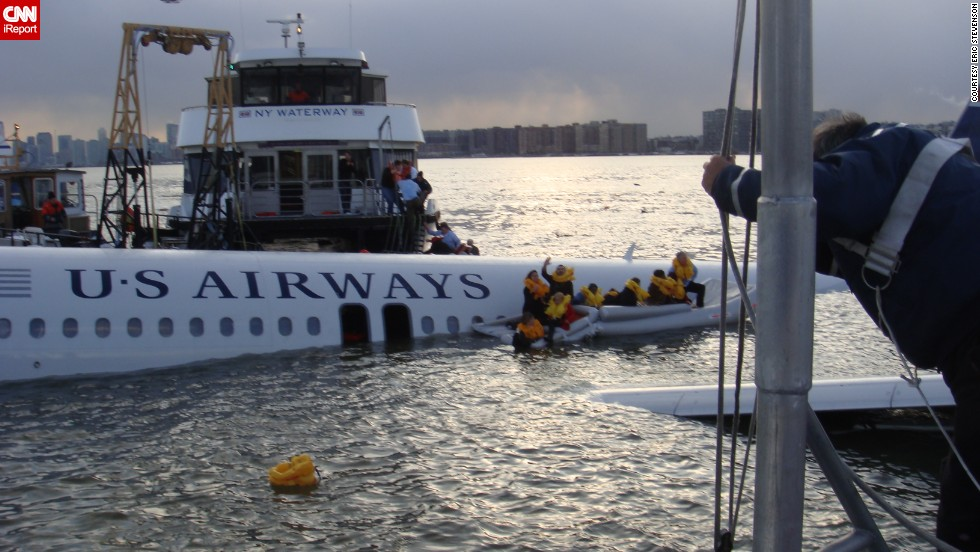 CNN
iReport
COURTESY ERIC STEVENSON
NY WATERWAY
U·S AIRWAYS